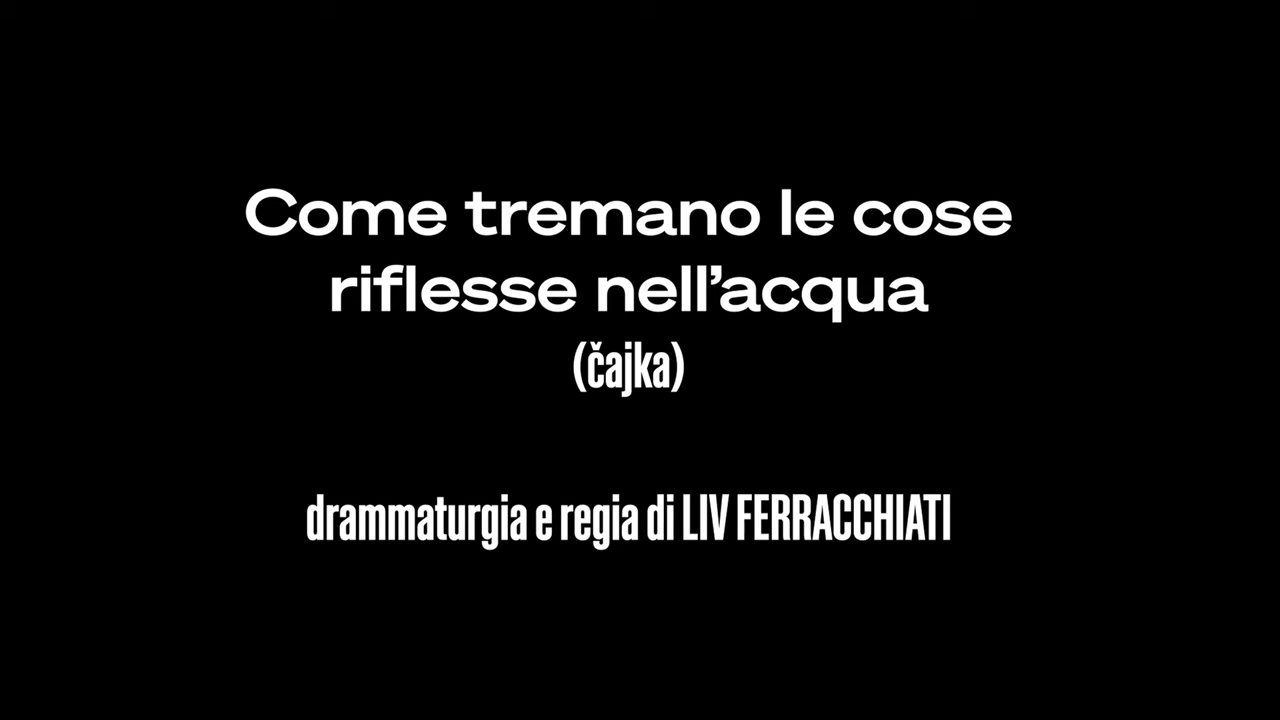 Come tremano le cose
riflesse nell’acqua
(čajka)
drammaturgia e regia di LIV FERRACCHIATI